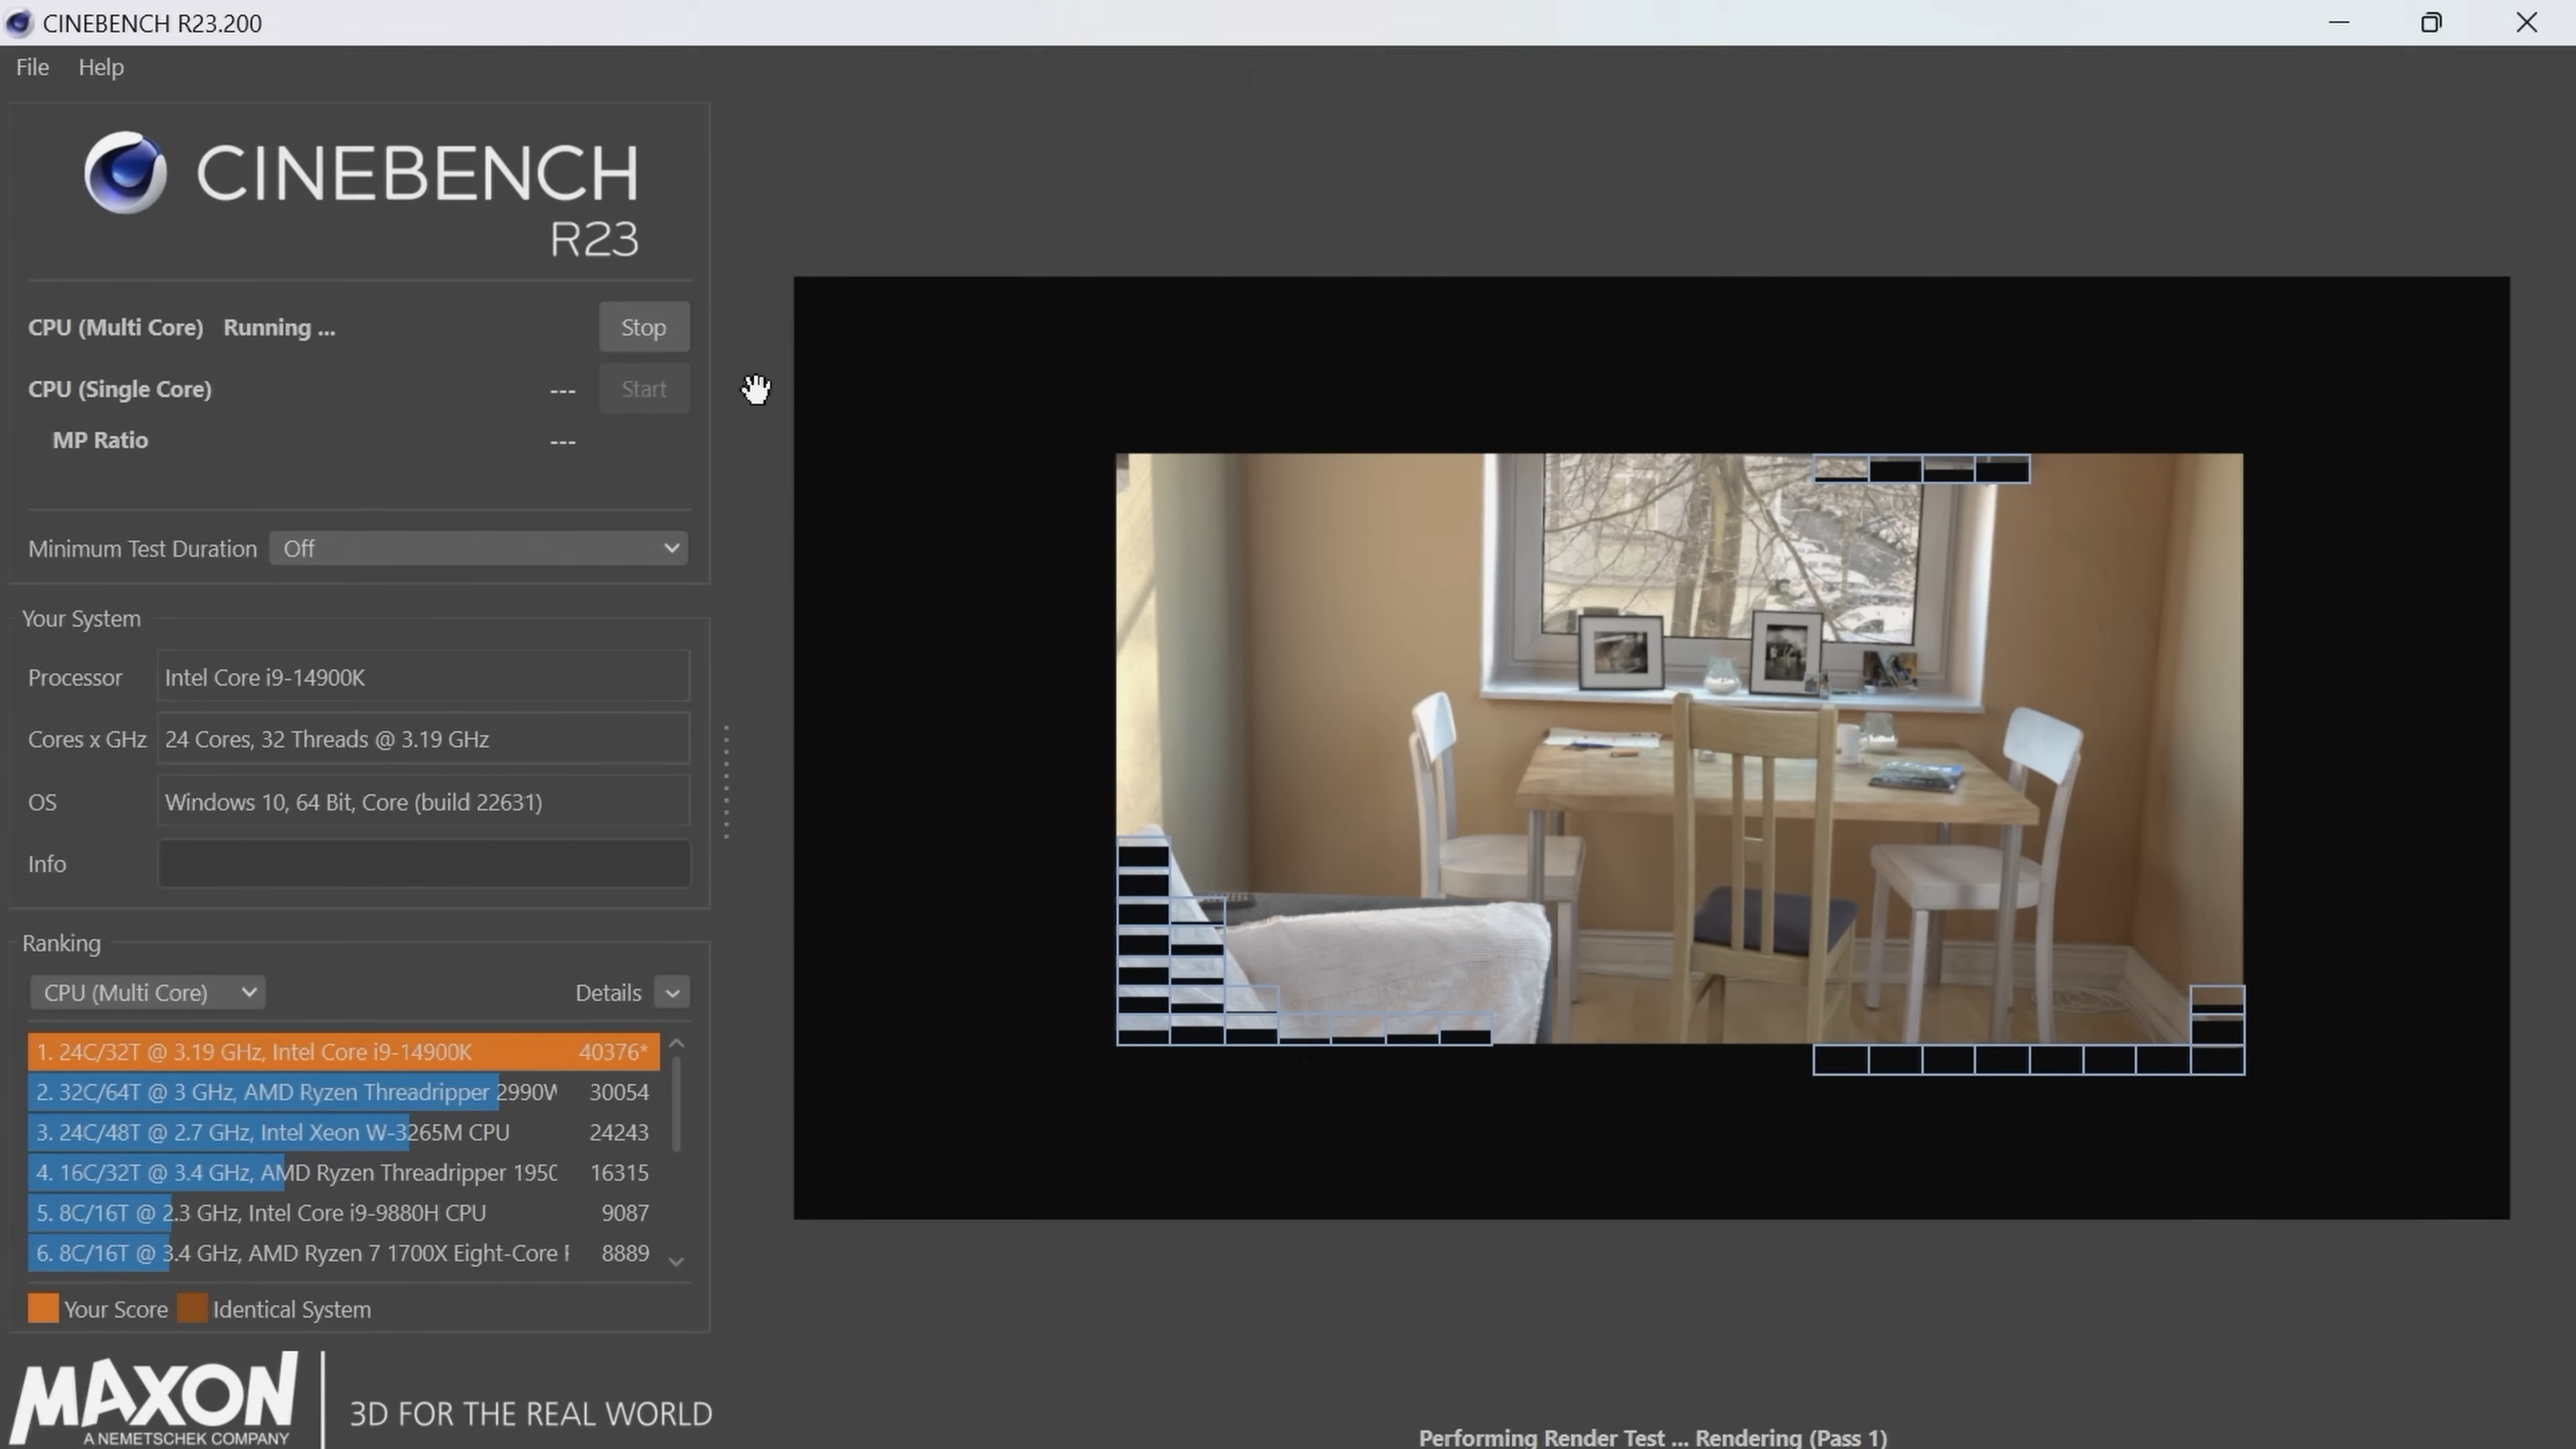 CINEBENCH R23.200
File Help
CINEBENCH
R23
CPU (Multi Core) Running ... Stop
CPU (Single Core) --- Start
MP Ratio ---
Minimum Test Duration Off
Your System
Processor Intel Core i9-14900K
Cores x GHz 24 Cores, 32 Threads @ 3.19 GHz
OS Windows 10, 64 Bit, Core (build 22631)
Info
Ranking
CPU (Multi Core) Details
1. 24C/32T @ 3.19 GHz, Intel Core i9-14900K 40376*
2. 32C/64T @ 3 GHz, AMD Ryzen Threadripper 2990W 30054
3. 24C/48T @ 2.7 GHz, Intel Xeon W-3265M CPU 24243
4. 16C/32T @ 3.4 GHz, AMD Ryzen Threadripper 1950 16315
5. 8C/16T @ 2.3 GHz, Intel Core i9-9880H CPU 9087
6. 8C/16T @ 3.4 GHz, AMD Ryzen 7 1700X Eight-Core 8889
Your Score Identical System
MAXON
A NEMETSCHEK COMPANY
3D FOR THE REAL WORLD
Performing Render Test ... Rendering (Pass 1)